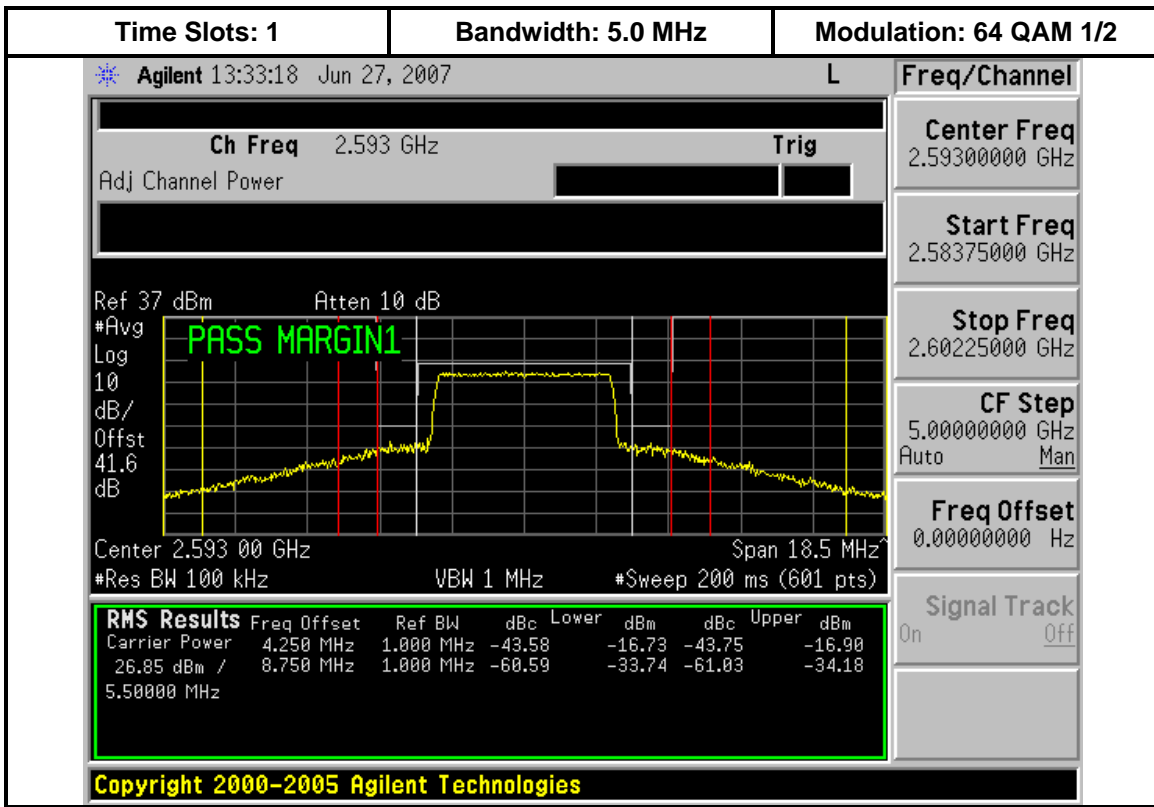 Time Slots: 1 Bandwidth: 5.0 MHz Modulation: 64 QAM 1/2
Agilent 13:33:18 Jun 27, 2007 L
Freq/Channel
Ch Freq 2.593 GHz Trig
Adj Channel Power
Center Freq
2.59300000 GHz
Start Freq
2.58375000 GHz
Stop Freq
2.60225000 GHz
CF Step
5.00000000 GHz
Auto Man
Freq Offset
0.00000000 Hz
Signal Track
On Off
Ref 37 dBm Atten 10 dB
#Avg
Log
10
dB/
Offst
41.6
dB
PASS MARGIN1
Center 2.593 00 GHz Span 18.5 MHz^
#Res BW 100 kHz VBW 1 MHz #Sweep 200 ms (601 pts)
RMS Results Freq Offset Ref BW dBc Lower dBm dBc Upper dBm
Carrier Power 4.250 MHz 1.000 MHz -43.58 -16.73 -43.75 -16.90
26.85 dBm / 8.750 MHz 1.000 MHz -60.59 -33.74 -61.03 -34.18
5.50000 MHz
Copyright 2000-2005 Agilent Technologies